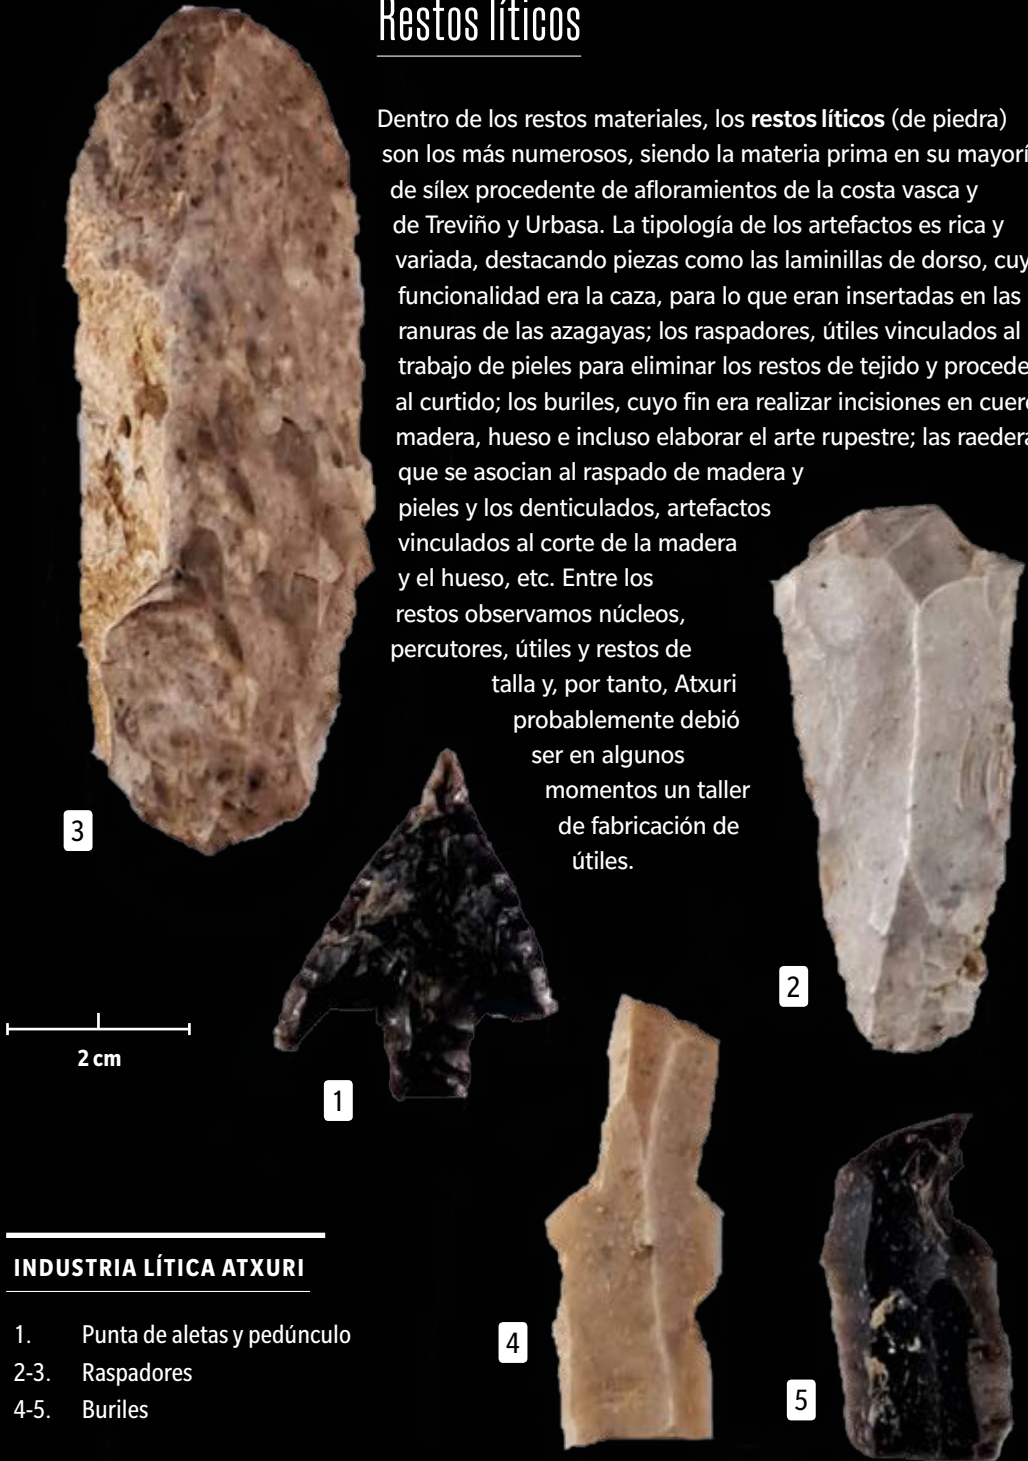 Restos líticos
Dentro de los restos materiales, los restos líticos (de piedra)
son los más numerosos, siendo la materia prima en su mayorí
de sílex procedente de afloramientos de la costa vasca y
de Treviño y Urbasa. La tipología de los artefactos es rica y
variada, destacando piezas como las laminillas de dorso, cuy
funcionalidad era la caza, para lo que eran insertadas en las
ranuras de las azagayas; los raspadores, útiles vinculados al
trabajo de pieles para eliminar los restos de tejido y procede
al curtido; los buriles, cuyo fin era realizar incisiones en cuer
madera, hueso e incluso elaborar el arte rupestre; las raedera
que se asocian al raspado de madera y
pieles y los denticulados, artefactos
vinculados al corte de la madera
y el hueso, etc. Entre los
restos observamos núcleos,
percutores, útiles y restos de
talla y, por tanto, Atxuri
probablemente debió
ser en algunos
momentos un taller
de fabricación de
útiles.
3
2
2 cm
1
4
5
INDUSTRIA LÍTICA ATXURI
1. Punta de aletas y pedúnculo
2-3. Raspadores
4-5. Buriles